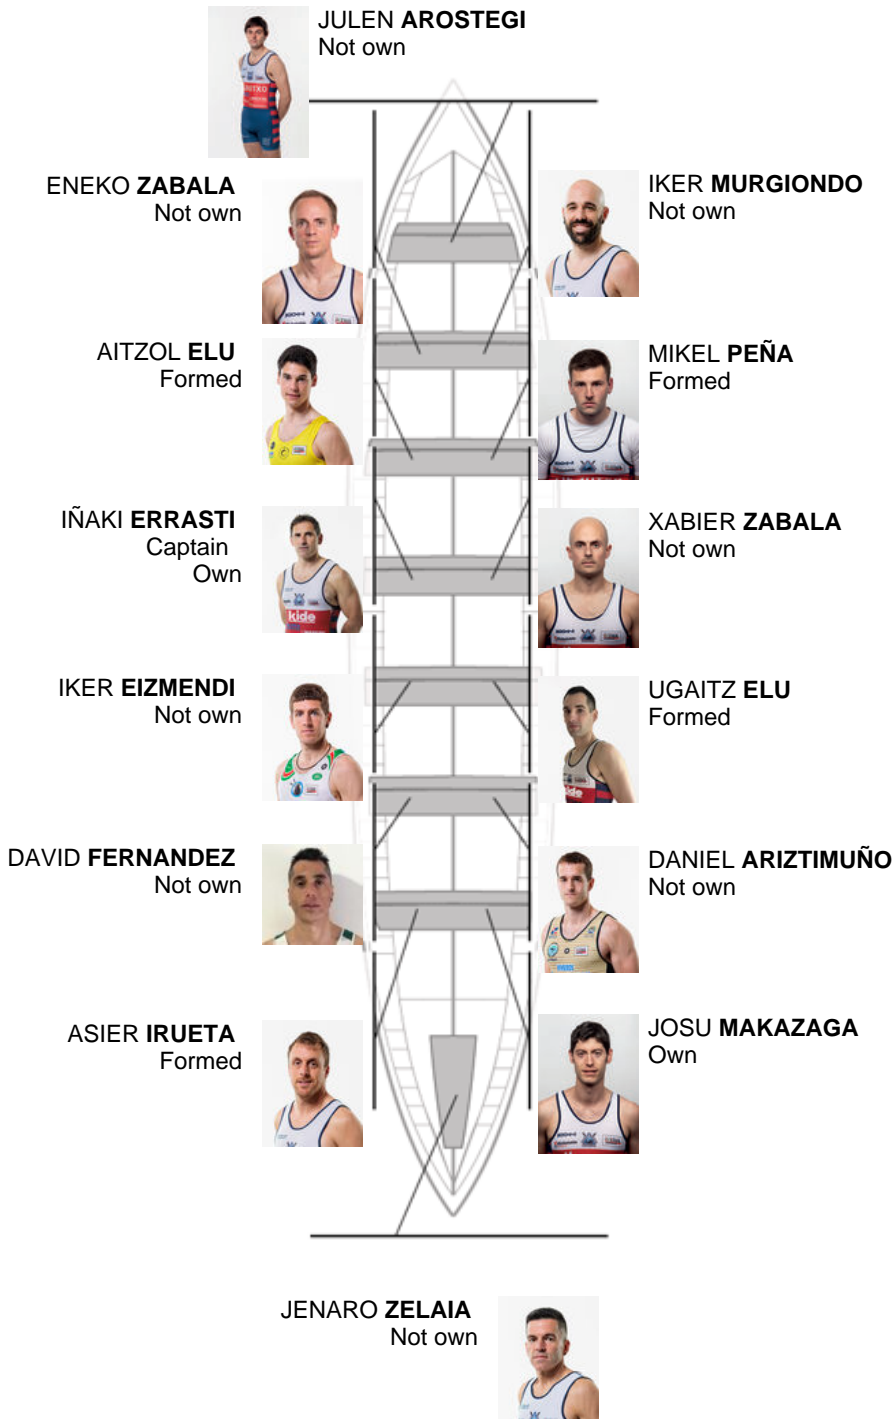 JULEN AROSTEGI
Not own
ENEKO ZABALA
Not own
IKER MURGIONDO
Not own
AITZOL ELU
Formed
MIKEL PEÑA
Formed
IÑAKI ERRASTI
Captain
Own
XABIER ZABALA
Not own
kide
IKER EIZMENDI
Not own
UGAITZ ELU
Formed
kide
DAVID FERNANDEZ
Not own
DANIEL ARIZTIMUÑO
Not own
ASIER IRUETA
Formed
JOSU MAKAZAGA
Own
JENARO ZELAIA
Not own